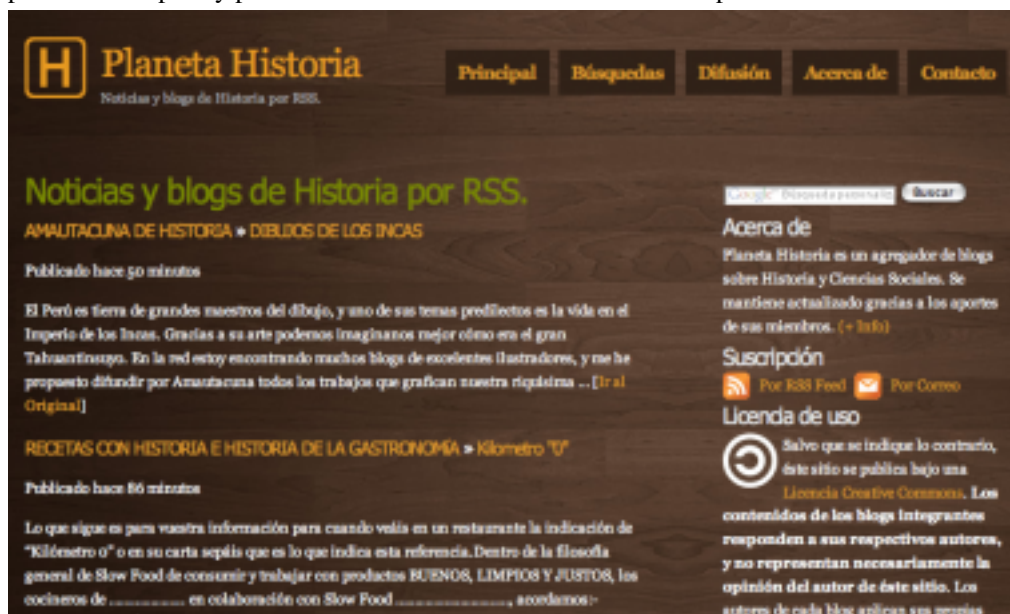 H
Planeta Historia
Noticias y blogs de Historia por RSS.
Principal Búsquedas Difusión Acerca de Contacto
Noticias y blogs de Historia por RSS.
AMAUTACUNA DE HISTORIA » DIBUJOS DE LOS INCAS
Publicado hace 50 minutos
El Perú es tierra de grandes maestros del dibujo, y uno de sus temas predilectos es la vida en el
Imperio de los Incas. Gracias a su arte podemos imaginarnos mejor cómo era el gran
Tahuantinsuyo. En la red estoy encontrando muchos blogs de excelentes ilustradores, y me he
propuesto difundir por Amautacuna todos los trabajos que grafican nuestra riquísima ... [Ir al
Original]
RECETAS CON HISTORIA E HISTORIA DE LA GASTRONOMÍA » Kilometro "0"
Publicado hace 86 minutos
Lo que sigue es para vuestra información para cuando veáis en un restaurante la indicación de
"Kilómetro 0" o en su carta sepáis que es lo que indica esta referencia. Dentro de la filosofía
general de Slow Food de consumir y trabajar con productos BUENOS, LIMPIOS Y JUSTOS, los
cocineros de .................. en colaboración con Slow Food ............................, acordamos:-
Google Búsqueda personalizada Buscar
Acerca de
Planeta Historia es un agregador de blogs
sobre Historia y Ciencias Sociales. Se
mantiene actualizado gracias a los aportes
de sus miembros. (+ Info)
Suscripción
Por RSS Feed Por Correo
Licencia de uso
Salvo que se indique lo contrario,
éste sitio se publica bajo una
Licencia Creative Commons. Los
contenidos de los blogs integrantes
responden a sus respectivos autores,
y no representan necesariamente la
opinión del autor de éste sitio. Los
autores de cada blog aplican sus propias